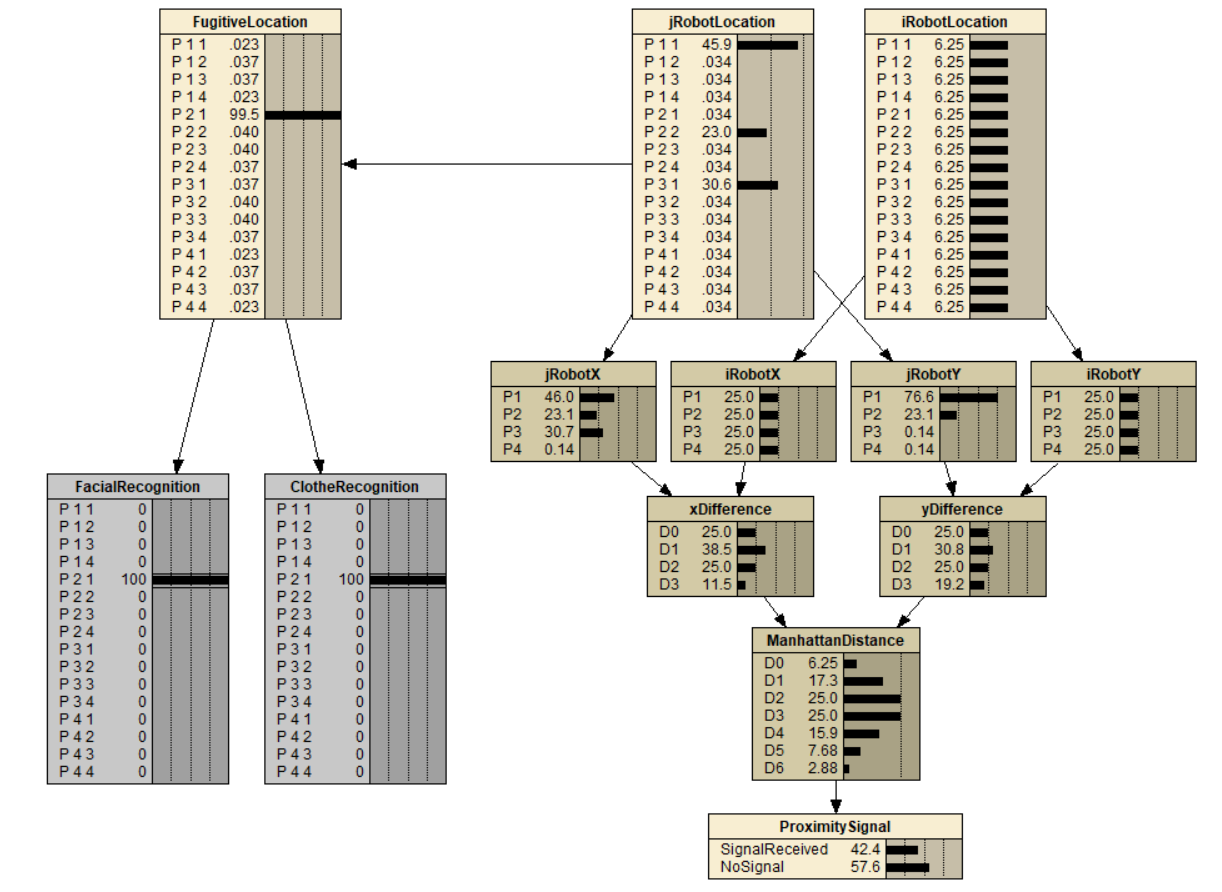 FugitiveLocation
P 1 1 .023
P 1 2 .037
P 1 3 .037
P 1 4 .023
P 2 1 99.5
P 2 2 .040
P 2 3 .040
P 2 4 .037
P 3 1 .037
P 3 2 .040
P 3 3 .040
P 3 4 .037
P 4 1 .023
P 4 2 .037
P 4 3 .037
P 4 4 .023
jRobotLocation
P 1 1 45.9
P 1 2 .034
P 1 3 .034
P 1 4 .034
P 2 1 .034
P 2 2 23.0
P 2 3 .034
P 2 4 .034
P 3 1 30.6
P 3 2 .034
P 3 3 .034
P 3 4 .034
P 4 1 .034
P 4 2 .034
P 4 3 .034
P 4 4 .034
iRobotLocation
P 1 1 6.25
P 1 2 6.25
P 1 3 6.25
P 1 4 6.25
P 2 1 6.25
P 2 2 6.25
P 2 3 6.25
P 2 4 6.25
P 3 1 6.25
P 3 2 6.25
P 3 3 6.25
P 3 4 6.25
P 4 1 6.25
P 4 2 6.25
P 4 3 6.25
P 4 4 6.25
jRobotX
P1 46.0
P2 23.1
P3 30.7
P4 0.14
iRobotX
P1 25.0
P2 25.0
P3 25.0
P4 25.0
jRobotY
P1 76.6
P2 23.1
P3 0.14
P4 0.14
iRobotY
P1 25.0
P2 25.0
P3 25.0
P4 25.0
FacialRecognition
P 1 1 0
P 1 2 0
P 1 3 0
P 1 4 0
P 2 1 100
P 2 2 0
P 2 3 0
P 2 4 0
P 3 1 0
P 3 2 0
P 3 3 0
P 3 4 0
P 4 1 0
P 4 2 0
P 4 3 0
P 4 4 0
ClotheRecognition
P 1 1 0
P 1 2 0
P 1 3 0
P 1 4 0
P 2 1 100
P 2 2 0
P 2 3 0
P 2 4 0
P 3 1 0
P 3 2 0
P 3 3 0
P 3 4 0
P 4 1 0
P 4 2 0
P 4 3 0
P 4 4 0
xDifference
D0 25.0
D1 38.5
D2 25.0
D3 11.5
yDifference
D0 25.0
D1 30.8
D2 25.0
D3 19.2
ManhattanDistance
D0 6.25
D1 17.3
D2 25.0
D3 25.0
D4 15.9
D5 7.68
D6 2.88
ProximitySignal
SignalReceived 42.4
NoSignal 57.6